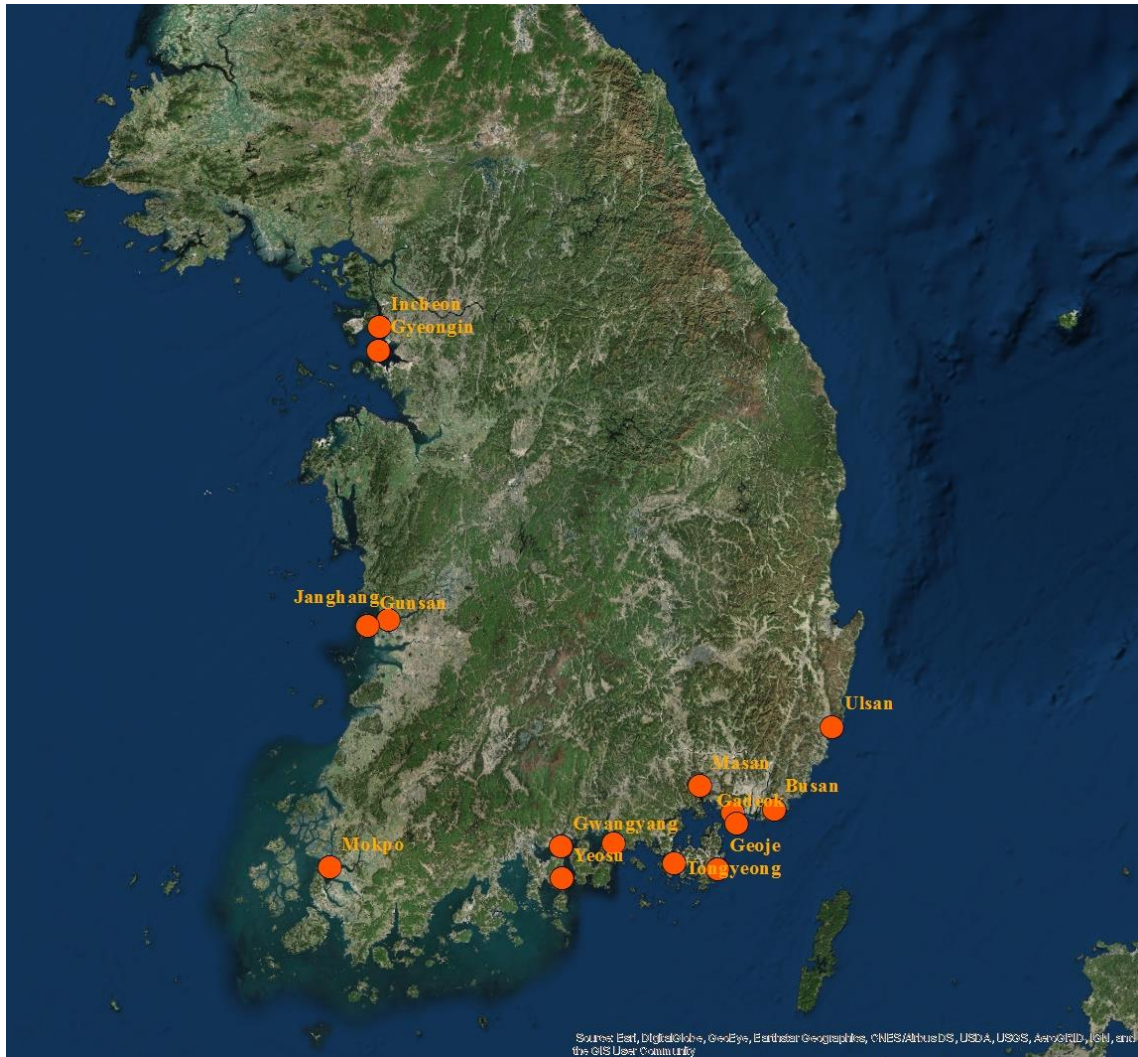 Incheon
Gyeongin
Janghang
Gunsan
Ulsan
Masan
Busan
Gadeok
Gwangyang
Mokpo
Geoje
Yeosu
Tongyeong
Source: Esri, DigitalGlobe, GeoEye, Earthstar Geographics, CNES/Airbus DS, USDA, USGS, AeroGRID, IGN, and
the GIS User Community